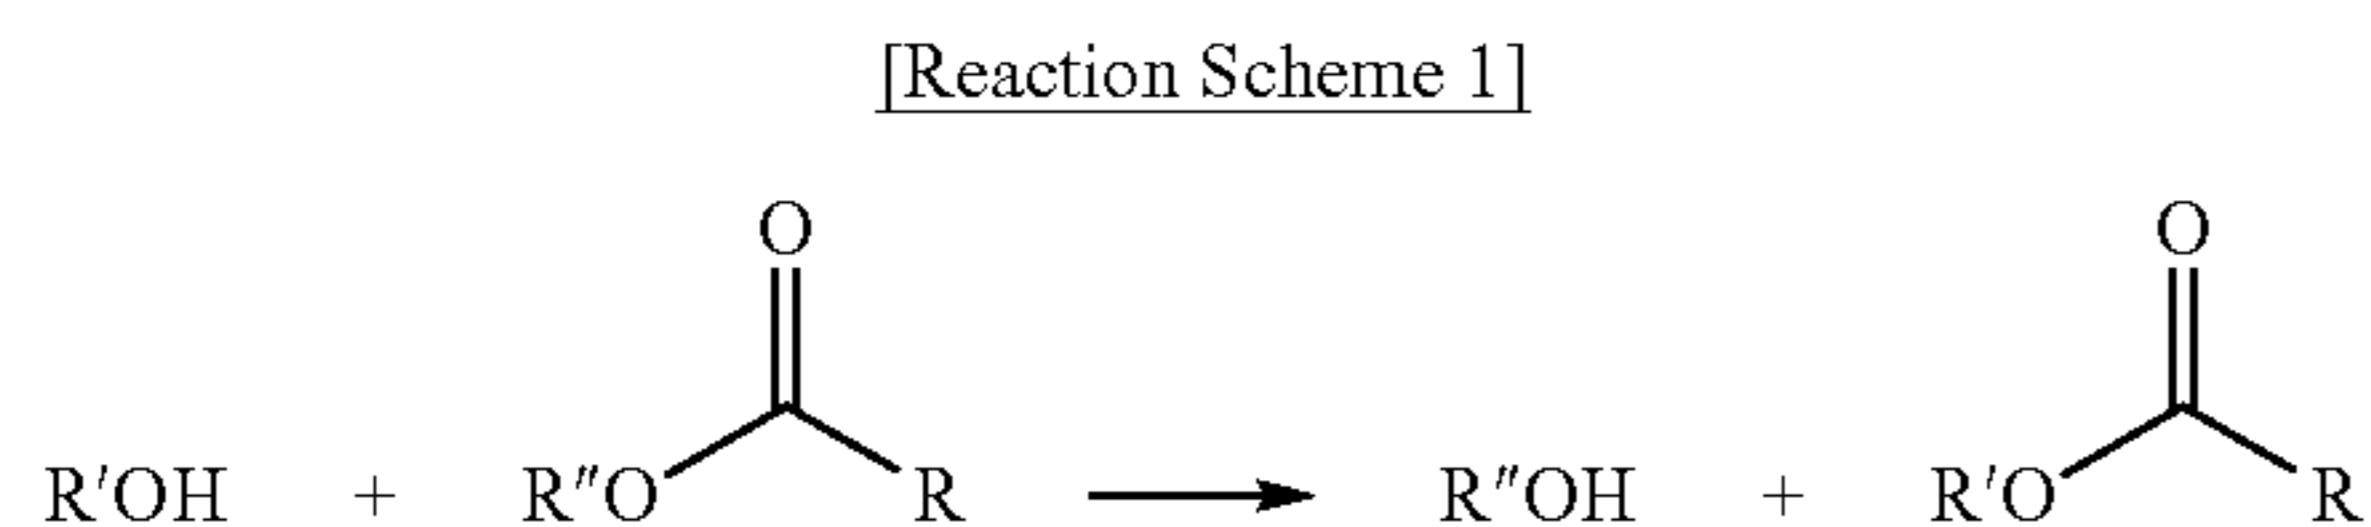 [Reaction Scheme 1]
O O
R′OH + R″O R R″OH + R′O R